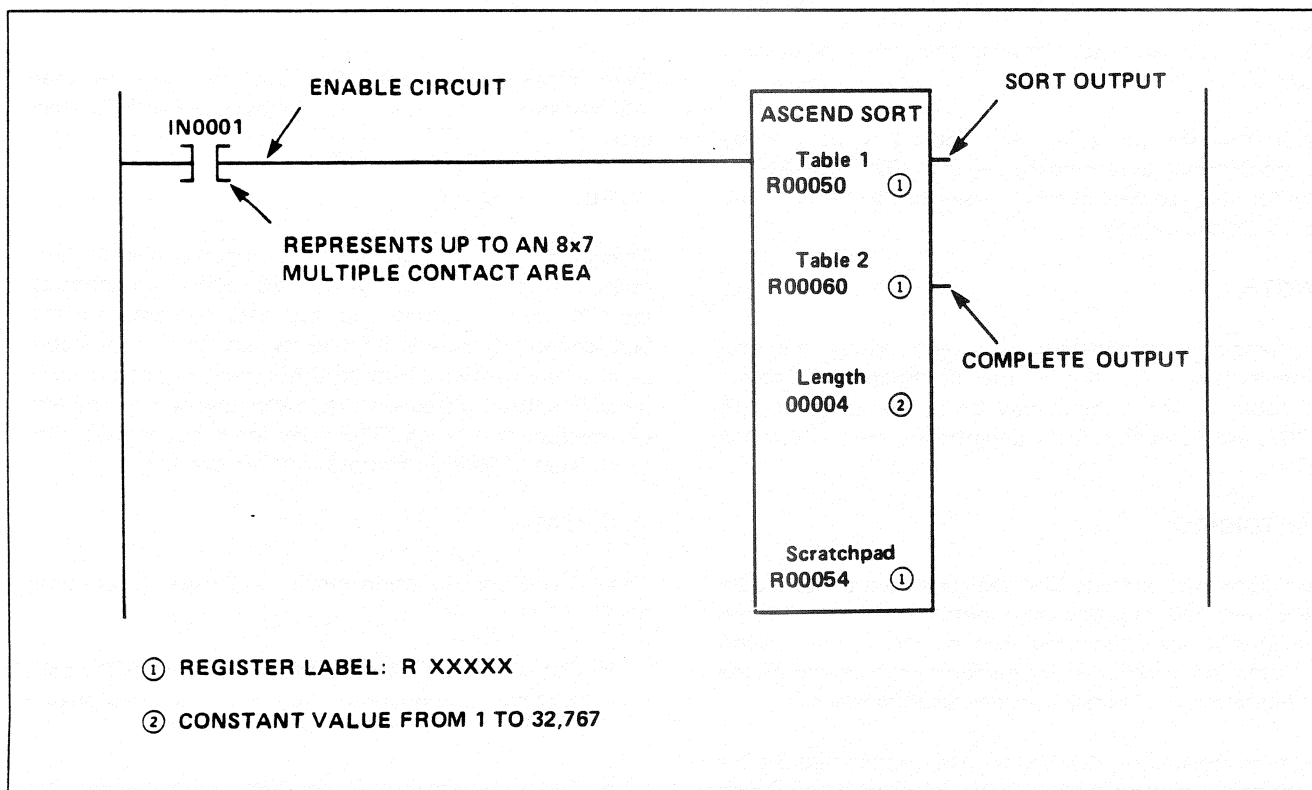 ENABLE CIRCUIT
IN0001
REPRESENTS UP TO AN 8x7
MULTIPLE CONTACT AREA
ASCEND SORT
Table 1
R00050 ①
Table 2
R00060 ①
Length
00004 ②
Scratchpad
R00054 ①
SORT OUTPUT
COMPLETE OUTPUT
① REGISTER LABEL: R XXXXX
② CONSTANT VALUE FROM 1 TO 32,767